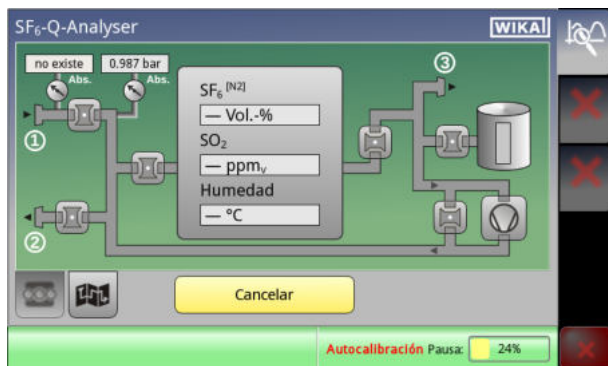 SF₆-Q-Analyser
WIKAI
no existe
0.987 bar
Abs.
Abs.
①
②
③
SF₆ [N2]
— Vol.-%
SO₂
— ppmᵥ
Humedad
— °C
Cancelar
Autocalibración Pausa: 24%